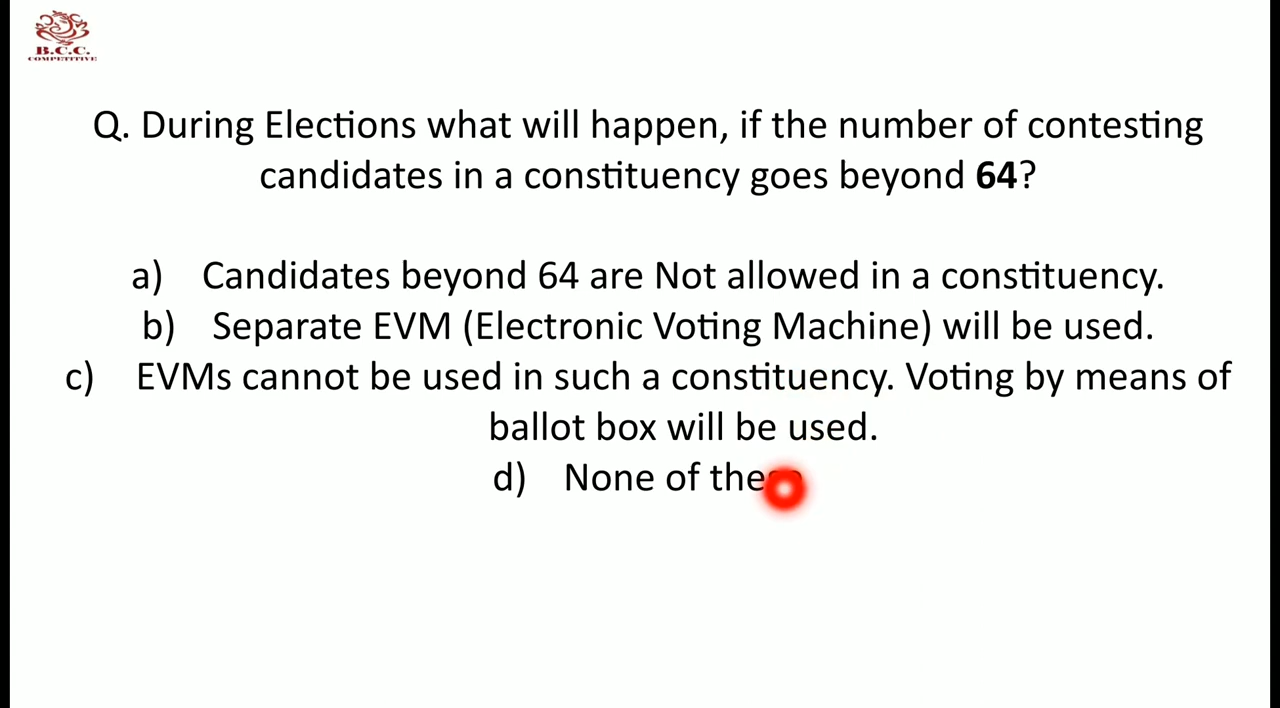 B.C.C.
COMPETITIVE
Q. During Elections what will happen, if the number of contesting
candidates in a constituency goes beyond 64?
a) Candidates beyond 64 are Not allowed in a constituency.
b) Separate EVM (Electronic Voting Machine) will be used.
c) EVMs cannot be used in such a constituency. Voting by means of
ballot box will be used.
d) None of these